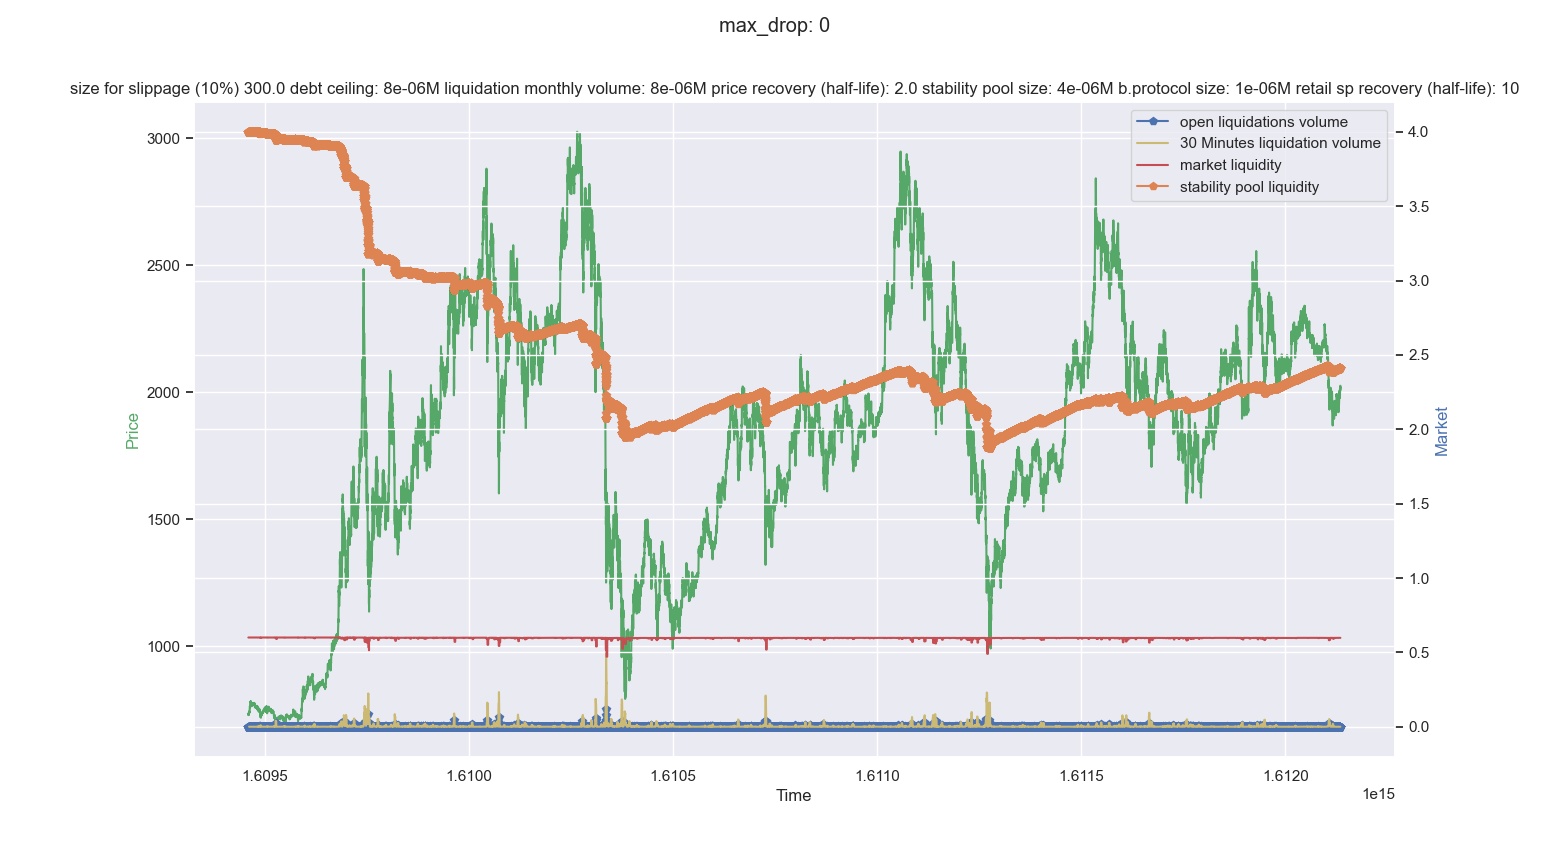 max_drop: 0
size for slippage (10%) 300.0 debt ceiling: 8e-06M liquidation monthly volume: 8e-06M price recovery (half-life): 2.0 stability pool size: 4e-06M b.protocol size: 1e-06M retail sp recovery (half-life): 10
open liquidations volume
30 Minutes liquidation volume
market liquidity
stability pool liquidity
3000
2500
2000
1500
1000
Price
4.0
3.5
3.0
2.5
2.0
1.5
1.0
0.5
0.0
Market
1.6095
1.6100
1.6105
1.6110
1.6115
1.6120
1e15
Time